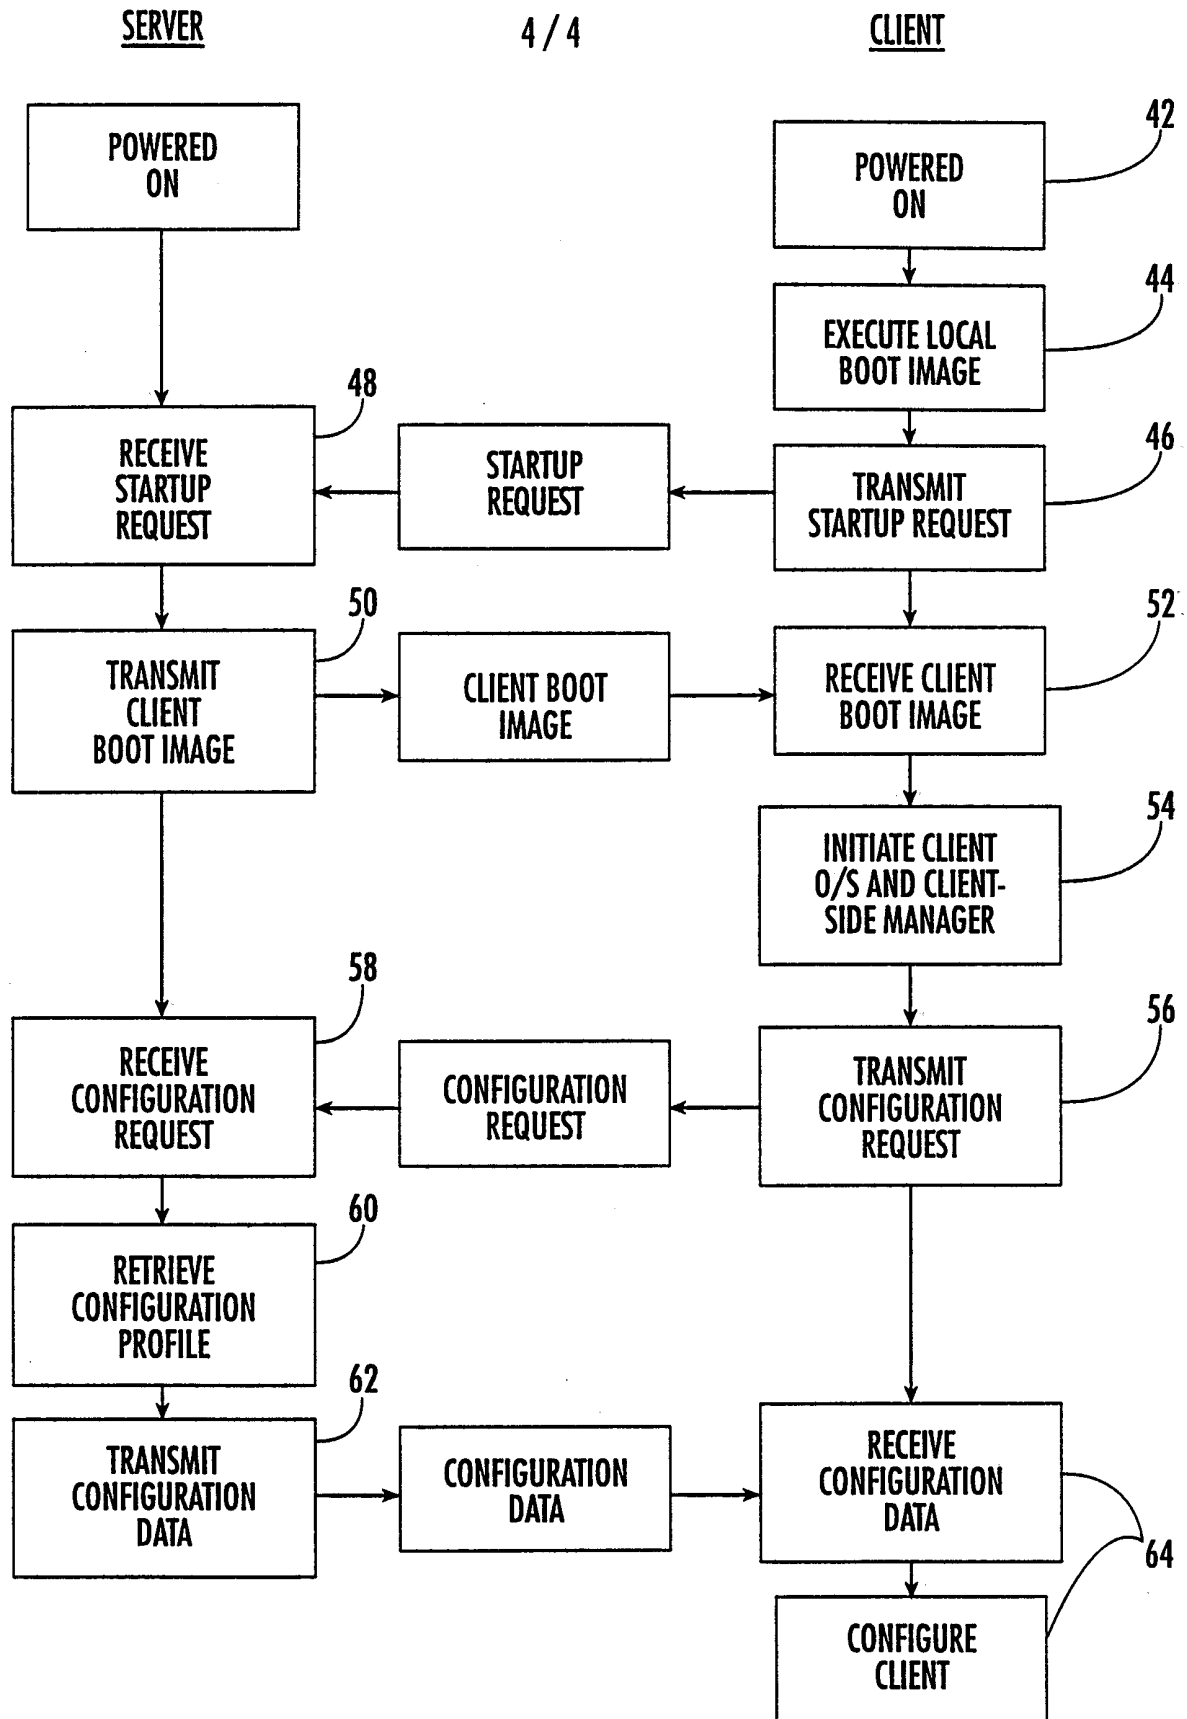 SERVER
4/4
CLIENT
POWERED
ON
42
POWERED
ON
44
EXECUTE LOCAL
BOOT IMAGE
48
RECEIVE
STARTUP
REQUEST
STARTUP
REQUEST
46
TRANSMIT
STARTUP REQUEST
50
TRANSMIT
CLIENT
BOOT IMAGE
CLIENT BOOT
IMAGE
52
RECEIVE CLIENT
BOOT IMAGE
54
INITIATE CLIENT
O/S AND CLIENT-
SIDE MANAGER
58
RECEIVE
CONFIGURATION
REQUEST
CONFIGURATION
REQUEST
56
TRANSMIT
CONFIGURATION
REQUEST
60
RETRIEVE
CONFIGURATION
PROFILE
62
TRANSMIT
CONFIGURATION
DATA
CONFIGURATION
DATA
RECEIVE
CONFIGURATION
DATA
64
CONFIGURE
CLIENT